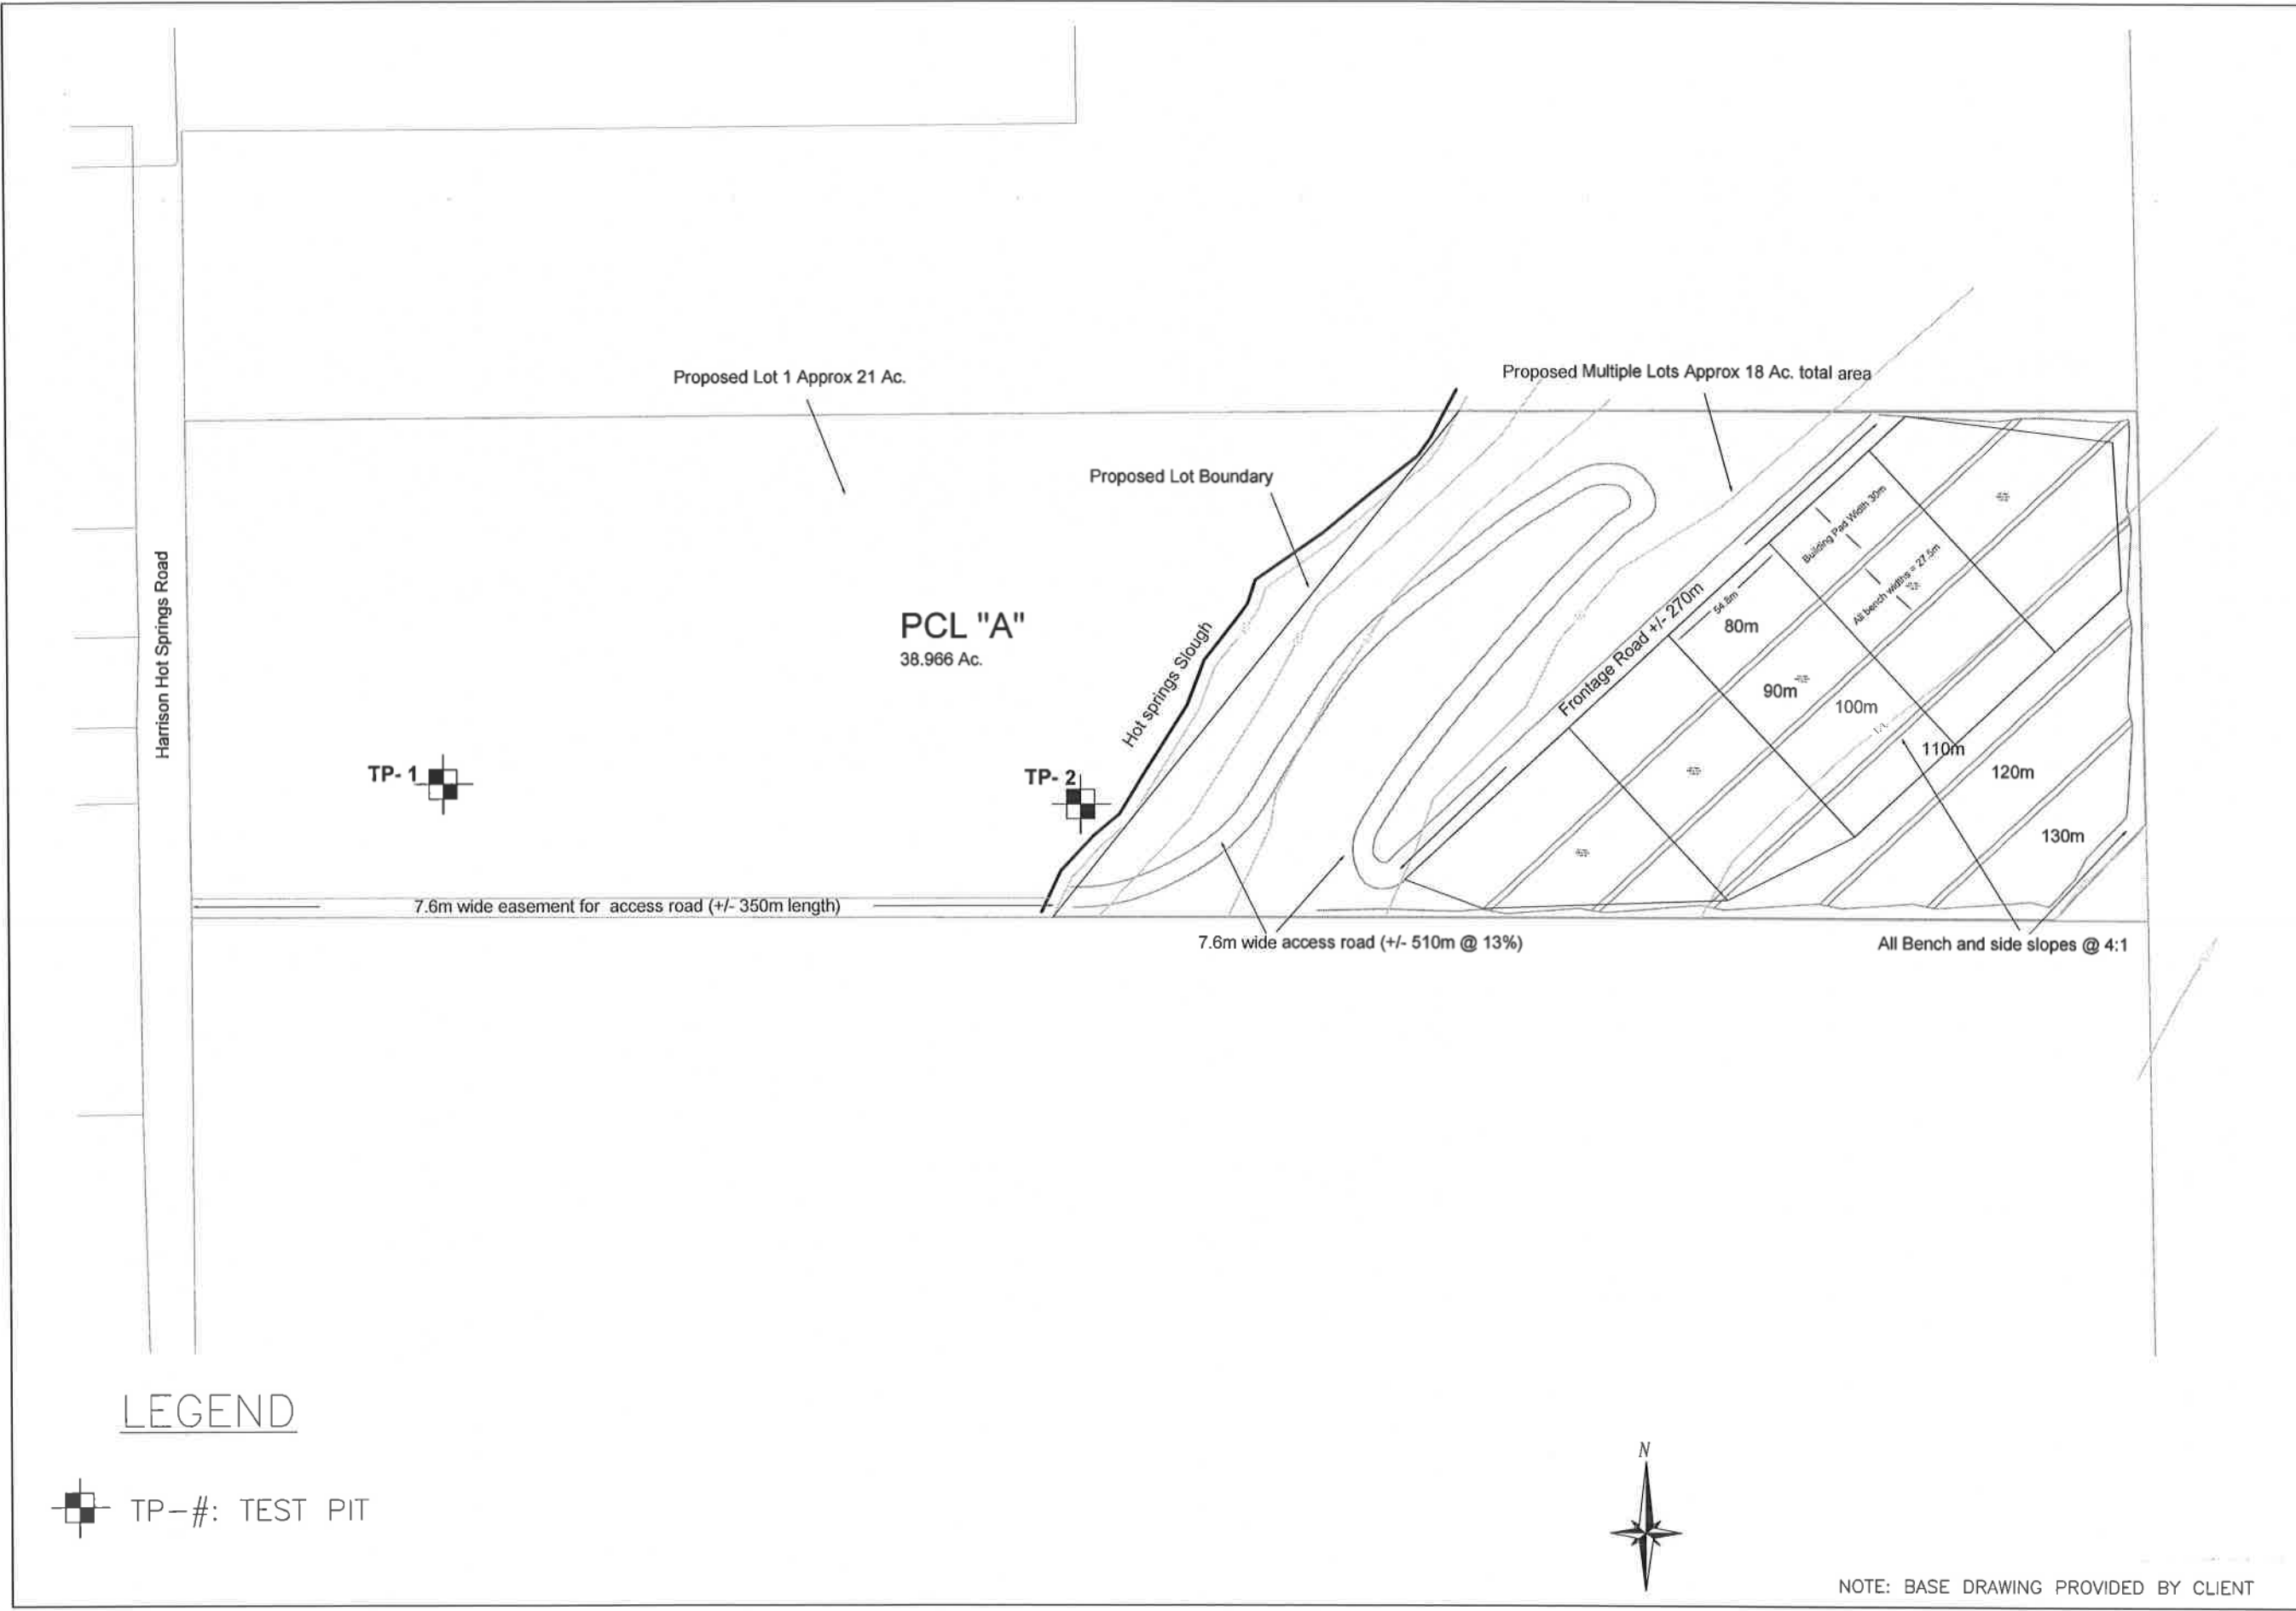 Proposed Lot 1 Approx 21 Ac.
Proposed Multiple Lots Approx 18 Ac. total area
Proposed Lot Boundary
Harrison Hot Springs Road
PCL "A"
38.966 Ac.
Hot springs Slough
Building Pad Width 30m
All bench widths = 27.5m
54.8m
Frontage Road +/- 270m
80m
90m
100m
110m
120m
130m
TP- 1
TP- 2
7.6m wide easement for access road (+/- 350m length)
7.6m wide access road (+/- 510m @ 13%)
All Bench and side slopes @ 4:1
LEGEND
TP-#: TEST PIT
N
NOTE: BASE DRAWING PROVIDED BY CLIENT